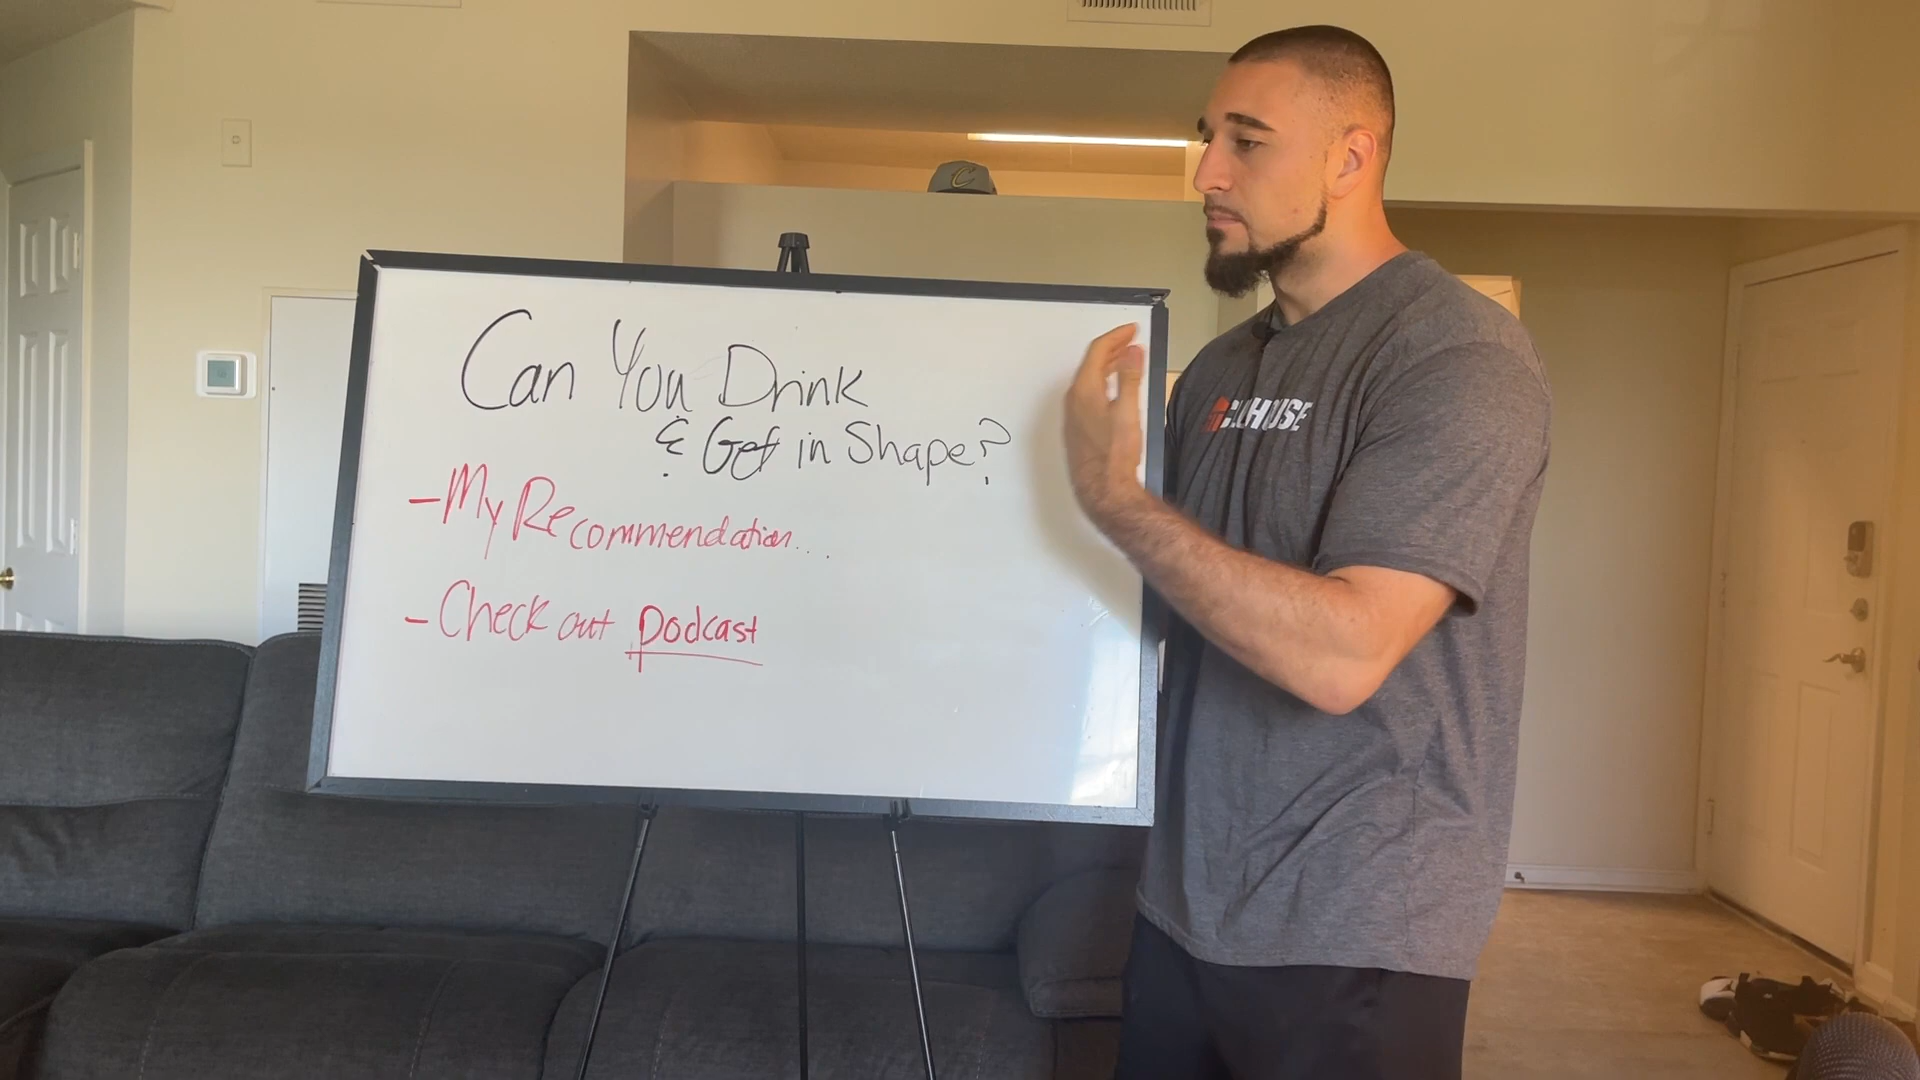 Can You Drink
& Get in Shape?
- My Recommendation...
- Check out podcast
C